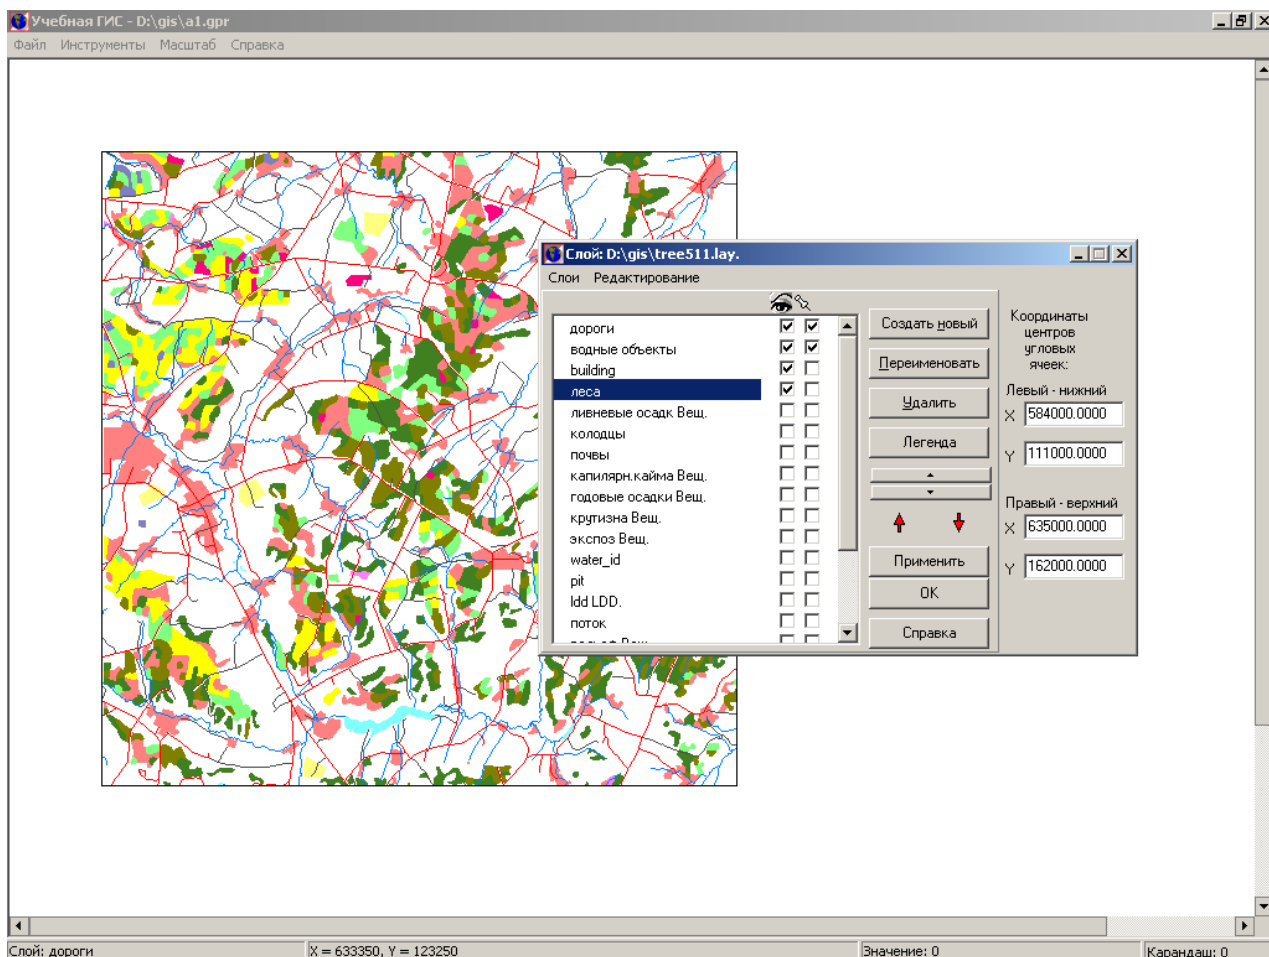 Учебная ГИС - D:\gis\a1.gpr
Файл Инструменты Масштаб Справка
Слой: D:\gis\tree511.lay.
Слои Редактирование
дороги
водные объекты
building
леса
ливневые осадк Вещ.
колодцы
почвы
капилярн.кайма Вещ.
годовые осадки Вещ.
крутизна Вещ.
экспоз Вещ.
water_id
pit
ldd LDD.
поток
Создать новый
Переименовать
Удалить
Легенда
Применить
OK
Справка
Координаты
центров
угловых
ячеек:
Левый - нижний
X 584000.0000
Y 111000.0000
Правый - верхний
X 635000.0000
Y 162000.0000
Слой: дороги X = 633350, Y = 123250 Значение: 0 Карандаш: 0